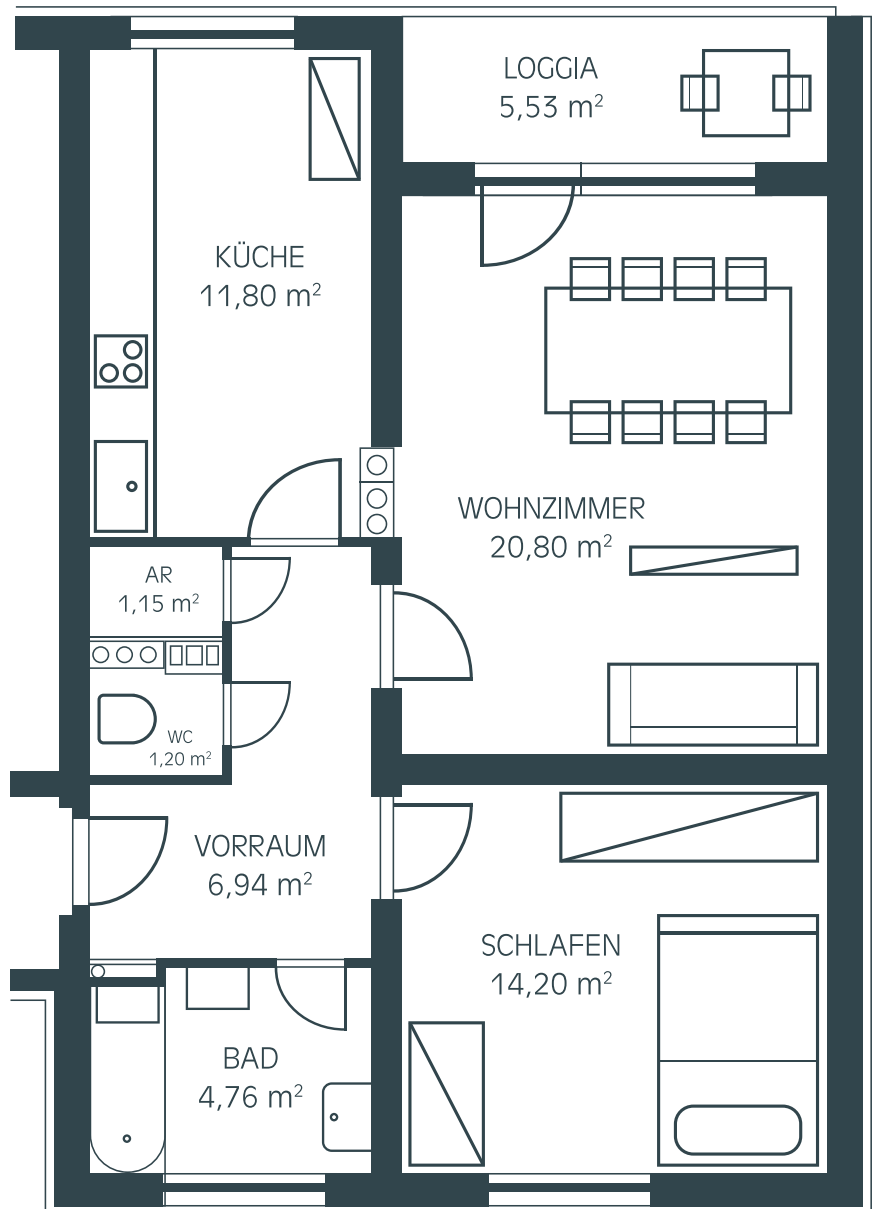 LOGGIA
5,53 m²
KÜCHE
11,80 m²
WOHNZIMMER
20,80 m²
AR
1,15 m²
WC
1,20 m²
VORRAUM
6,94 m²
SCHLAFEN
14,20 m²
BAD
4,76 m²